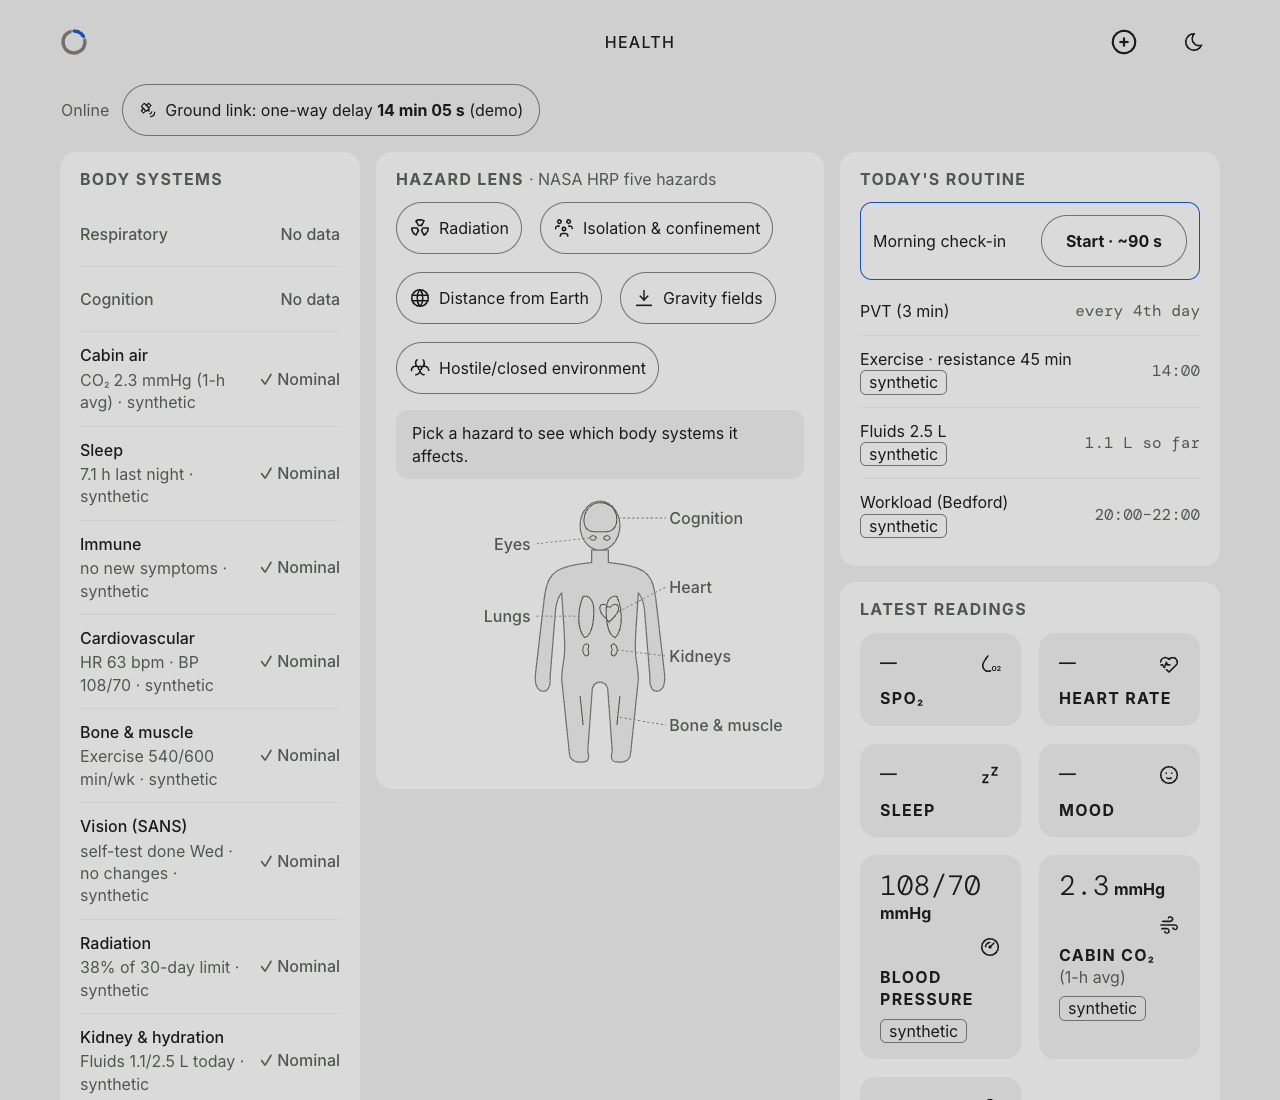 HEALTH
Online
Ground link: one-way delay 14 min 05 s (demo)
BODY SYSTEMS
Respiratory
No data
Cognition
No data
Cabin air
CO₂ 2.3 mmHg (1-h
avg) · synthetic
✓ Nominal
Sleep
7.1 h last night ·
synthetic
✓ Nominal
Immune
no new symptoms ·
synthetic
✓ Nominal
Cardiovascular
HR 63 bpm · BP
108/70 · synthetic
✓ Nominal
Bone & muscle
Exercise 540/600
min/wk · synthetic
✓ Nominal
Vision (SANS)
self-test done Wed ·
no changes ·
synthetic
✓ Nominal
Radiation
38% of 30-day limit ·
synthetic
✓ Nominal
Kidney & hydration
Fluids 1.1/2.5 L today ·
synthetic
✓ Nominal
HAZARD LENS · NASA HRP five hazards
Radiation
Isolation & confinement
Distance from Earth
Gravity fields
Hostile/closed environment
Pick a hazard to see which body systems it
affects.
Cognition
Eyes
Heart
Lungs
Kidneys
Bone & muscle
TODAY'S ROUTINE
Morning check-in
Start · ~90 s
PVT (3 min)
every 4th day
Exercise · resistance 45 min
synthetic
14:00
Fluids 2.5 L
synthetic
1.1 L so far
Workload (Bedford)
synthetic
20:00–22:00
LATEST READINGS
—
O2
SPO₂
—
HEART RATE
—
zZ
SLEEP
—
MOOD
108/70
mmHg
BLOOD
PRESSURE
synthetic
2.3 mmHg
CABIN CO₂
(1-h avg)
synthetic